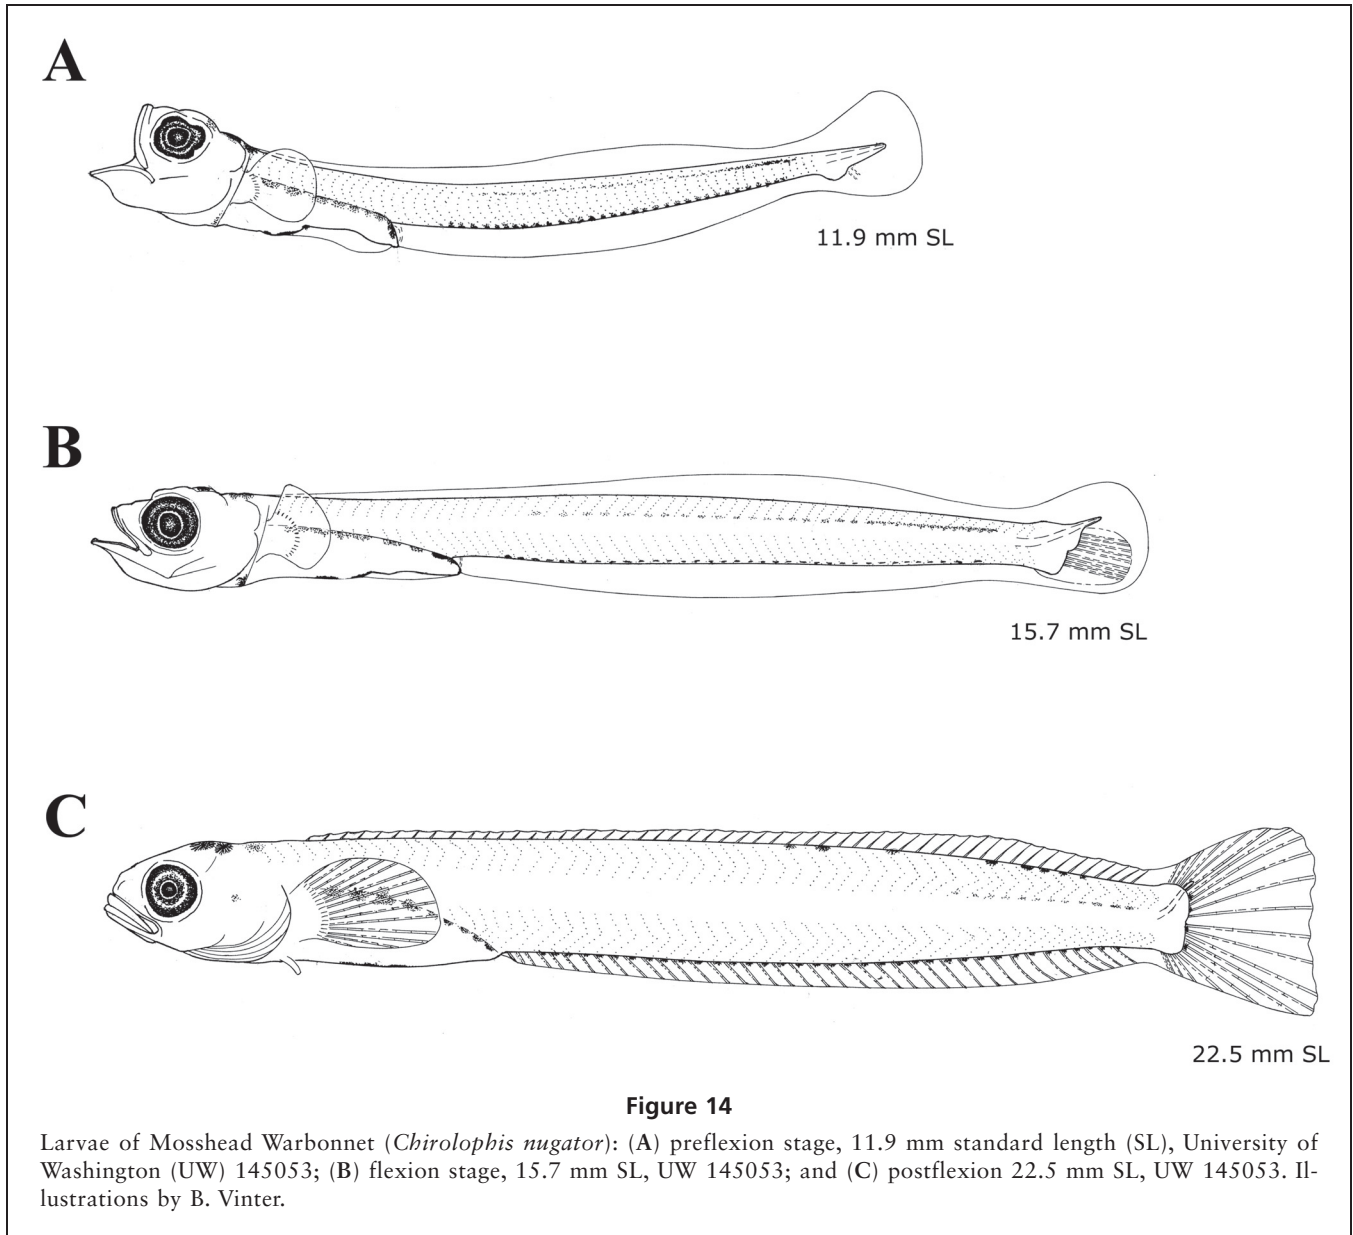 A
11.9 mm SL
B
15.7 mm SL
C
22.5 mm SL
Figure 14
Larvae of Mosshead Warbonnet (Chirolophis nugator): (A) preflexion stage, 11.9 mm standard length (SL), University of
Washington (UW) 145053; (B) flexion stage, 15.7 mm SL, UW 145053; and (C) postflexion 22.5 mm SL, UW 145053. Il-
lustrations by B. Vinter.